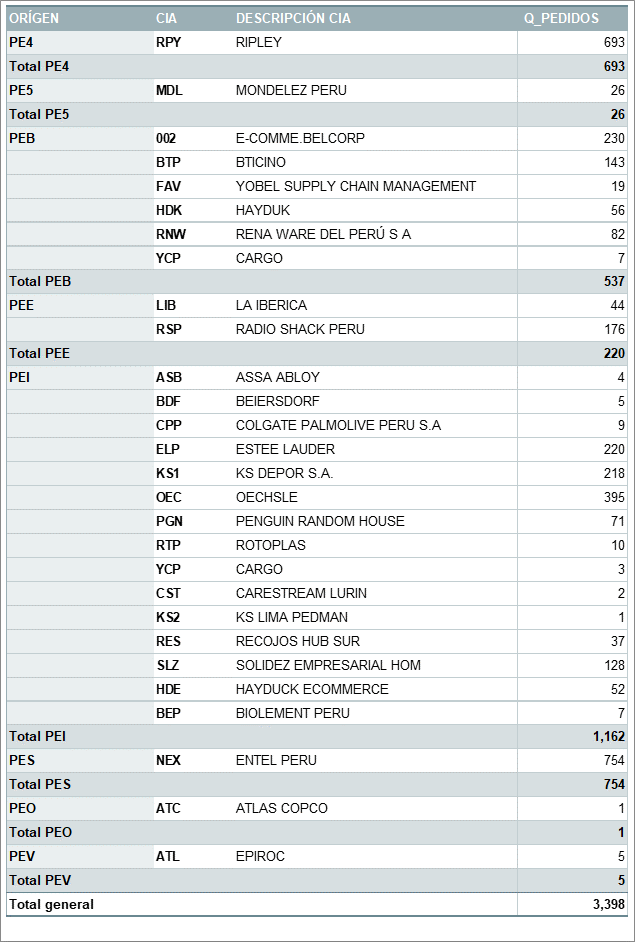 ORÍGEN CIA DESCRIPCIÓN CIA Q_PEDIDOS
PE4 RPY RIPLEY 693
Total PE4 693
PE5 MDL MONDELEZ PERU 26
Total PE5 26
PEB 002 E-COMME.BELCORP 230
BTP BTICINO 143
FAV YOBEL SUPPLY CHAIN MANAGEMENT 19
HDK HAYDUK 56
RNW RENA WARE DEL PERÚ S A 82
YCP CARGO 7
Total PEB 537
PEE LIB LA IBERICA 44
RSP RADIO SHACK PERU 176
Total PEE 220
PEI ASB ASSA ABLOY 4
BDF BEIERSDORF 5
CPP COLGATE PALMOLIVE PERU S.A 9
ELP ESTEE LAUDER 220
KS1 KS DEPOR S.A. 218
OEC OECHSLE 395
PGN PENGUIN RANDOM HOUSE 71
RTP ROTOPLAS 10
YCP CARGO 3
CST CARESTREAM LURIN 2
KS2 KS LIMA PEDMAN 1
RES RECOJOS HUB SUR 37
SLZ SOLIDEZ EMPRESARIAL HOM 128
HDE HAYDUCK ECOMMERCE 52
BEP BIOLEMENT PERU 7
Total PEI 1,162
PES NEX ENTEL PERU 754
Total PES 754
PEO ATC ATLAS COPCO 1
Total PEO 1
PEV ATL EPIROC 5
Total PEV 5
Total general 3,398